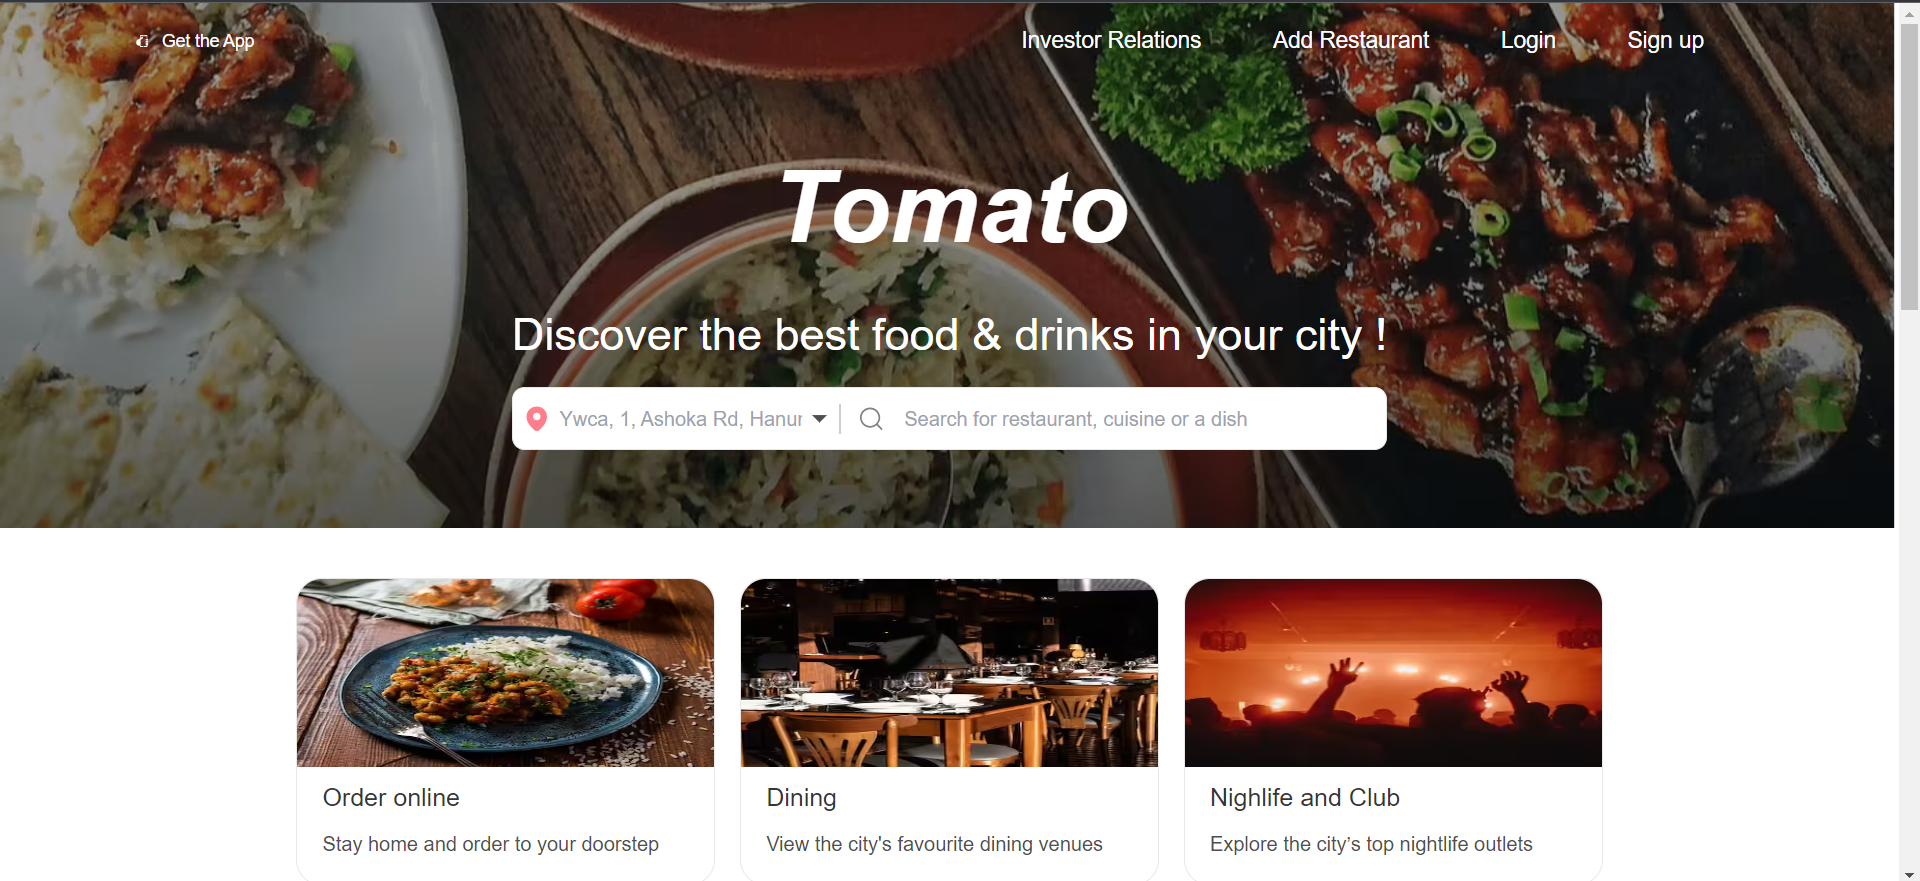 Get the App
Investor Relations
Add Restaurant
Login
Sign up
Tomato
Discover the best food & drinks in your city !
Ywca, 1, Ashoka Rd, Hanur
Search for restaurant, cuisine or a dish
Order online
Stay home and order to your doorstep
Dining
View the city's favourite dining venues
Nighlife and Club
Explore the city’s top nightlife outlets